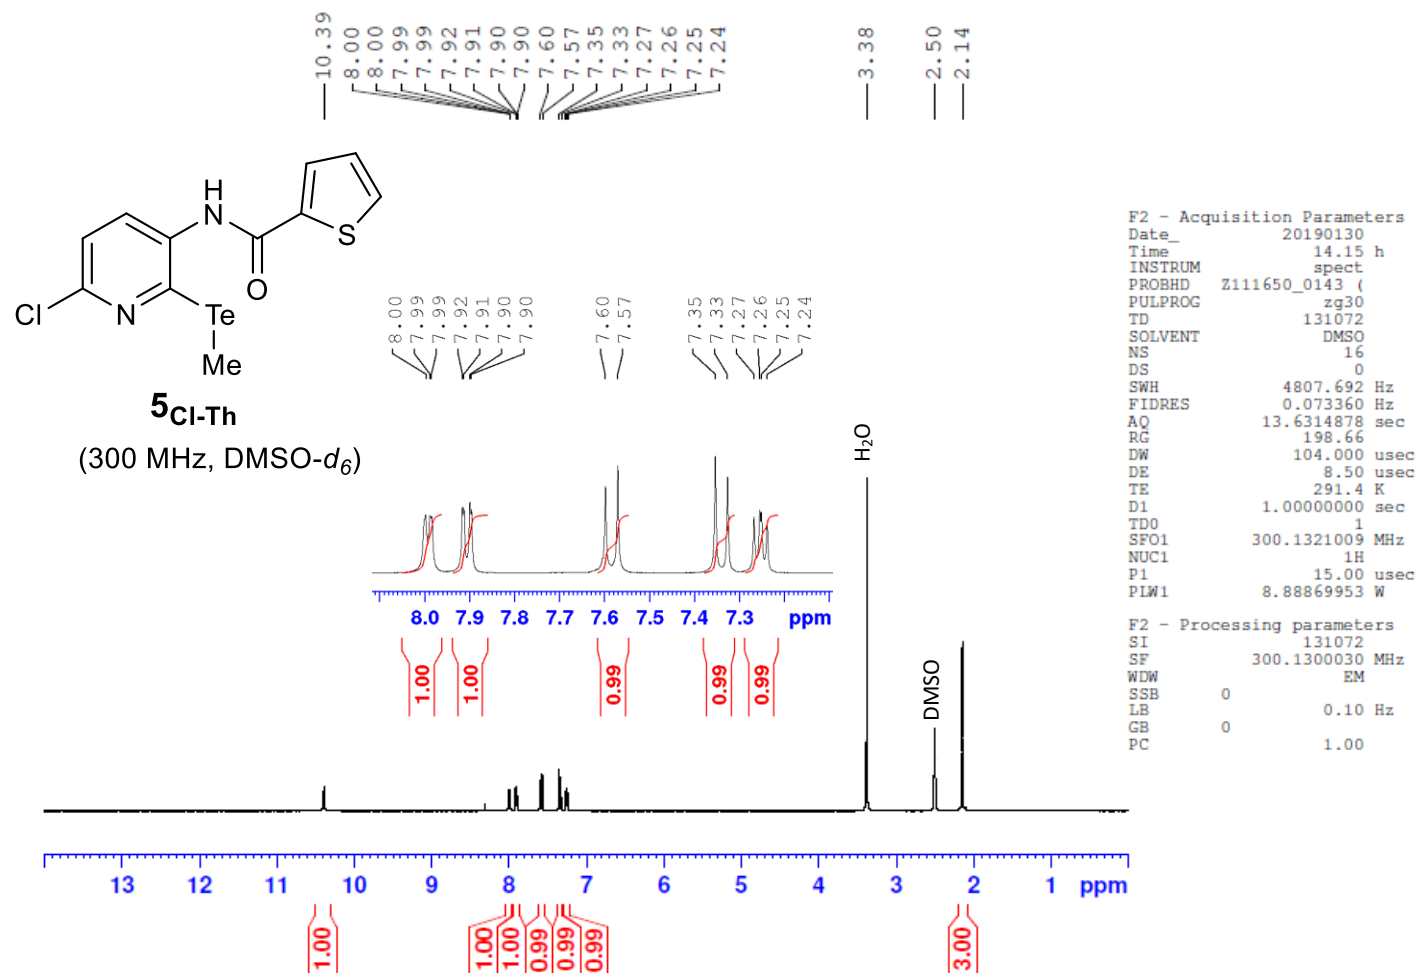 10.39
8.00
8.00
7.99
7.99
7.92
7.91
7.90
7.90
7.60
7.57
7.35
7.33
7.27
7.26
7.25
7.24
3.38
2.50
2.14
H
N
S
O
Cl
N
Te
Me
5Cl-Th
(300 MHz, DMSO-d6)
8.00
7.99
7.99
7.92
7.91
7.90
7.90
7.60
7.57
7.35
7.33
7.27
7.26
7.25
7.24
8.0 7.9 7.8 7.7 7.6 7.5 7.4 7.3 ppm
1.00 1.00 0.99 0.99 0.99
H2O
DMSO
13 12 11 10 9 8 7 6 5 4 3 2 1 ppm
1.00 1.00 1.00 0.99 0.99 0.99 3.00
F2 - Acquisition Parameters
Date_ 20190130
Time 14.15 h
INSTRUM spect
PROBHD Z111650_0143 (
PULPROG zg30
TD 131072
SOLVENT DMSO
NS 16
DS 0
SWH 4807.692 Hz
FIDRES 0.073360 Hz
AQ 13.6314878 sec
RG 198.66
DW 104.000 usec
DE 8.50 usec
TE 291.4 K
D1 1.00000000 sec
TD0 1
SFO1 300.1321009 MHz
NUC1 1H
P1 15.00 usec
PLW1 8.88869953 W
F2 - Processing parameters
SI 131072
SF 300.1300030 MHz
WDW EM
SSB 0
LB 0.10 Hz
GB 0
PC 1.00